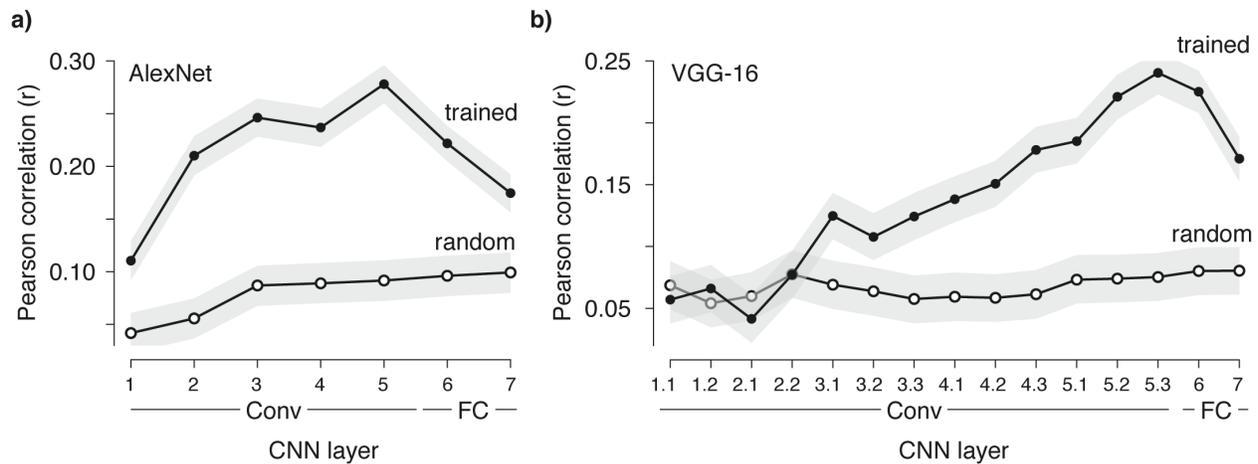 a)
AlexNet
Pearson correlation (r)
0.30
0.20
0.10
trained
random
1 2 3 4 5 6 7
Conv FC
CNN layer
b)
VGG-16
Pearson correlation (r)
0.25
0.15
0.05
trained
random
1.1 1.2 2.1 2.2 3.1 3.2 3.3 4.1 4.2 4.3 5.1 5.2 5.3 6 7
Conv FC
CNN layer